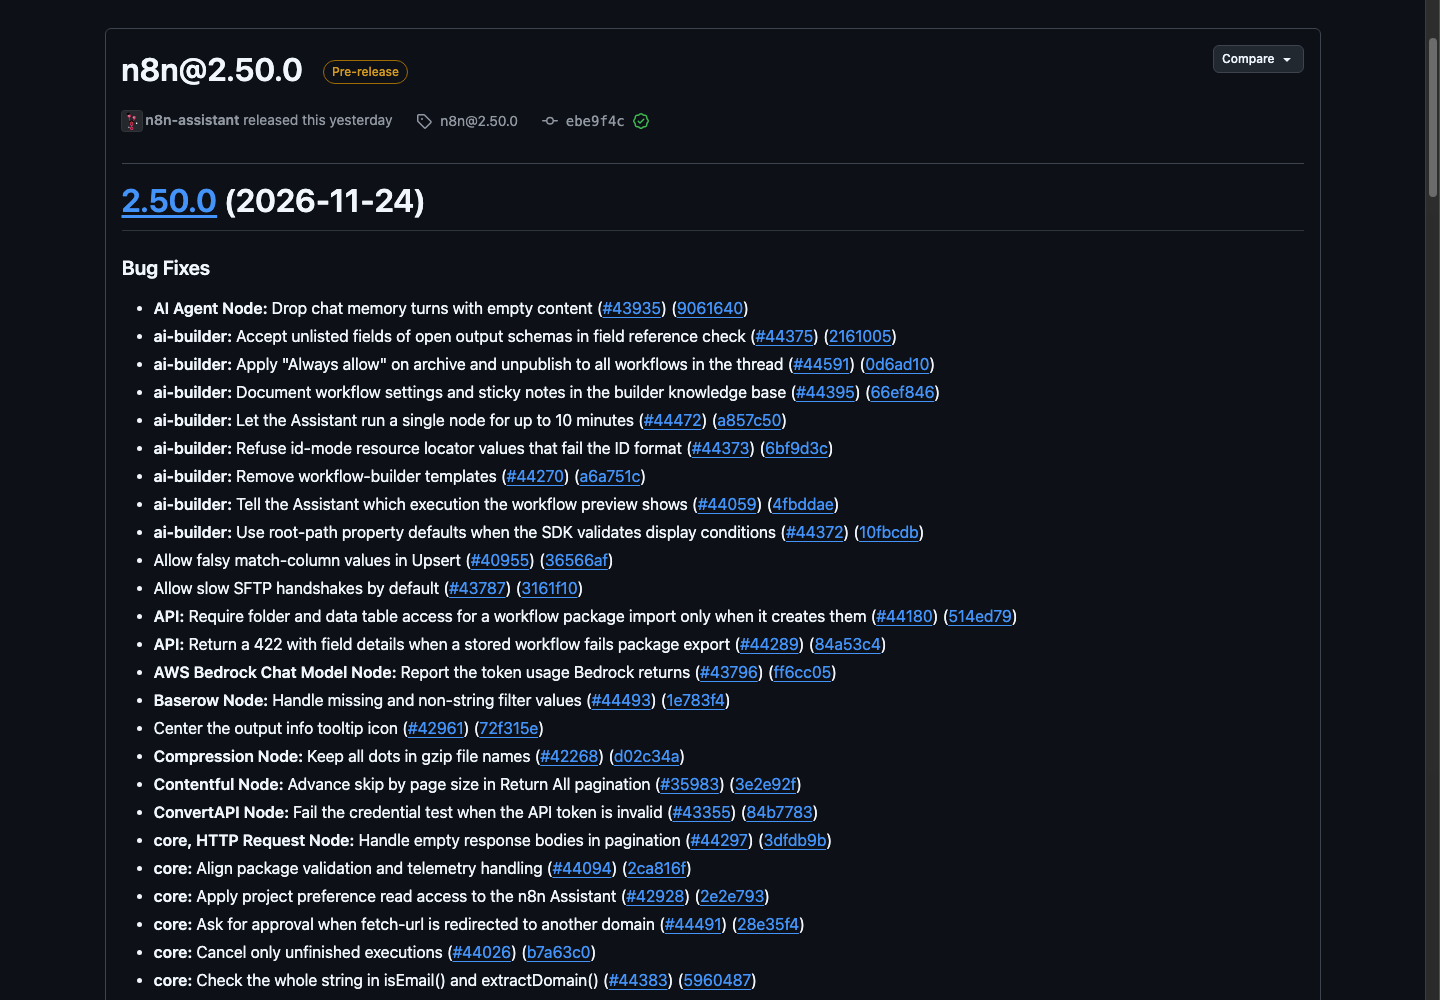 n8n@2.50.0 Pre-release
Compare
n8n-assistant released this yesterday n8n@2.50.0 ebe9f4c
2.50.0 (2026-11-24)
Bug Fixes
• AI Agent Node: Drop chat memory turns with empty content (#43935) (9061640)
• ai-builder: Accept unlisted fields of open output schemas in field reference check (#44375) (2161005)
• ai-builder: Apply "Always allow" on archive and unpublish to all workflows in the thread (#44591) (0d6ad10)
• ai-builder: Document workflow settings and sticky notes in the builder knowledge base (#44395) (66ef846)
• ai-builder: Let the Assistant run a single node for up to 10 minutes (#44472) (a857c50)
• ai-builder: Refuse id-mode resource locator values that fail the ID format (#44373) (6bf9d3c)
• ai-builder: Remove workflow-builder templates (#44270) (a6a751c)
• ai-builder: Tell the Assistant which execution the workflow preview shows (#44059) (4fbddae)
• ai-builder: Use root-path property defaults when the SDK validates display conditions (#44372) (10fbcdb)
• Allow falsy match-column values in Upsert (#40955) (36566af)
• Allow slow SFTP handshakes by default (#43787) (3161f10)
• API: Require folder and data table access for a workflow package import only when it creates them (#44180) (514ed79)
• API: Return a 422 with field details when a stored workflow fails package export (#44289) (84a53c4)
• AWS Bedrock Chat Model Node: Report the token usage Bedrock returns (#43796) (ff6cc05)
• Baserow Node: Handle missing and non-string filter values (#44493) (1e783f4)
• Center the output info tooltip icon (#42961) (72f315e)
• Compression Node: Keep all dots in gzip file names (#42268) (d02c34a)
• Contentful Node: Advance skip by page size in Return All pagination (#35983) (3e2e92f)
• ConvertAPI Node: Fail the credential test when the API token is invalid (#43355) (84b7783)
• core, HTTP Request Node: Handle empty response bodies in pagination (#44297) (3dfdb9b)
• core: Align package validation and telemetry handling (#44094) (2ca816f)
• core: Apply project preference read access to the n8n Assistant (#42928) (2e2e793)
• core: Ask for approval when fetch-url is redirected to another domain (#44491) (28e35f4)
• core: Cancel only unfinished executions (#44026) (b7a63c0)
• core: Check the whole string in isEmail() and extractDomain() (#44383) (5960487)